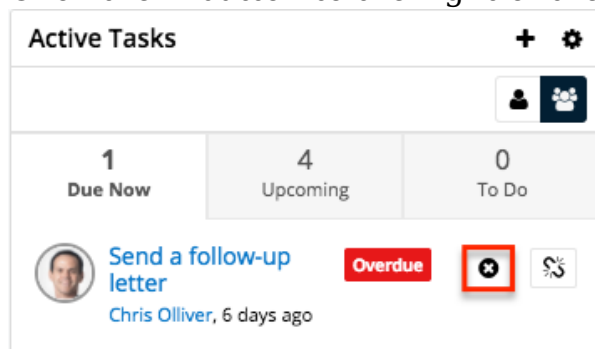 Active Tasks
1 4 0
Due Now Upcoming To Do
Send a follow-up Overdue
letter
Chris Olliver, 6 days ago